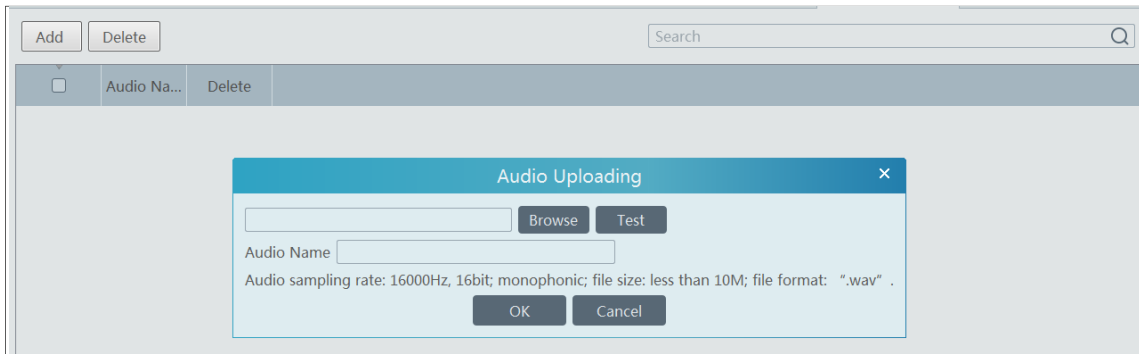 Add Delete Search
Audio Na... Delete
Audio Uploading ×
Browse Test
Audio Name
Audio sampling rate: 16000Hz, 16bit; monophonic; file size: less than 10M; file format: “.wav” .
OK Cancel